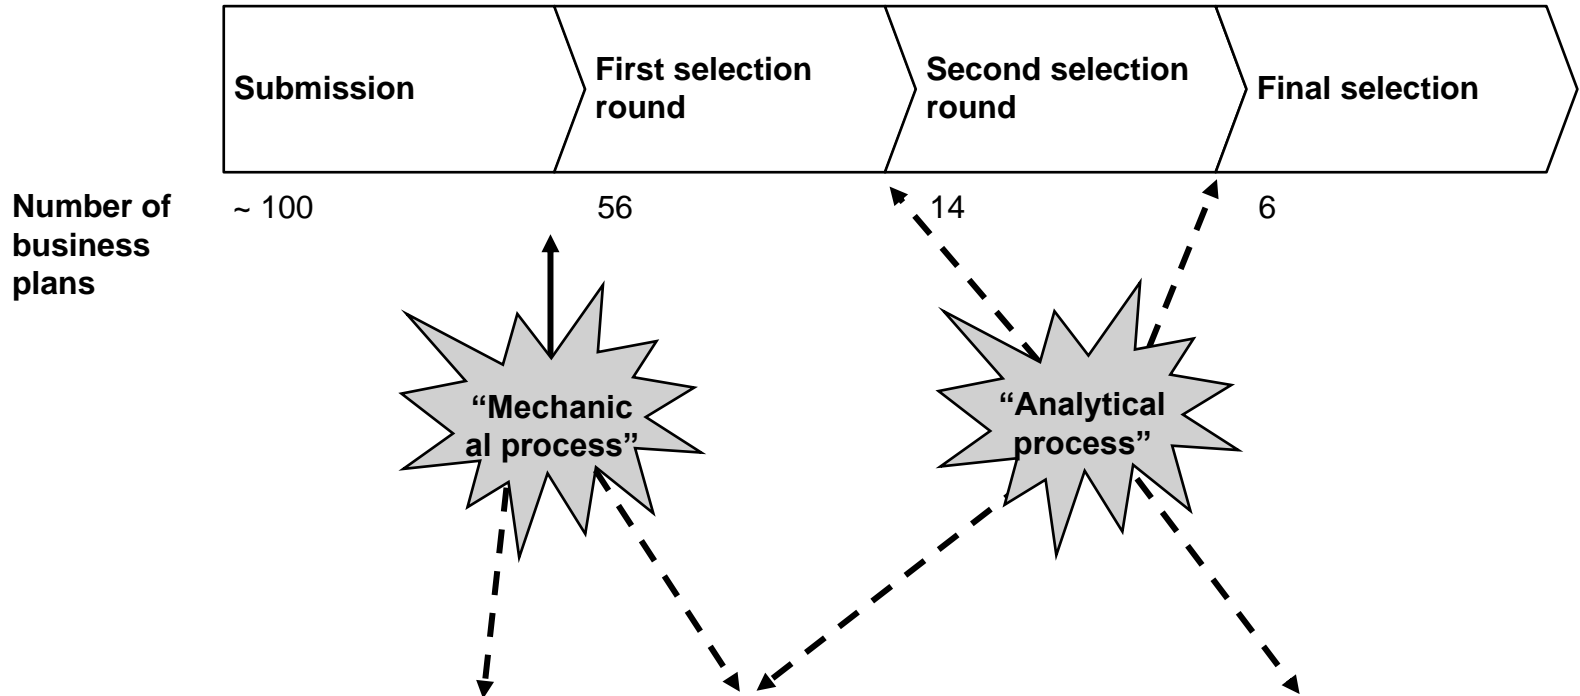 Submission
First selection
round
Second selection
round
Final selection
Number of
business
plans
~ 100
56
14
6
“Mechanic
al process”
“Analytical
process”